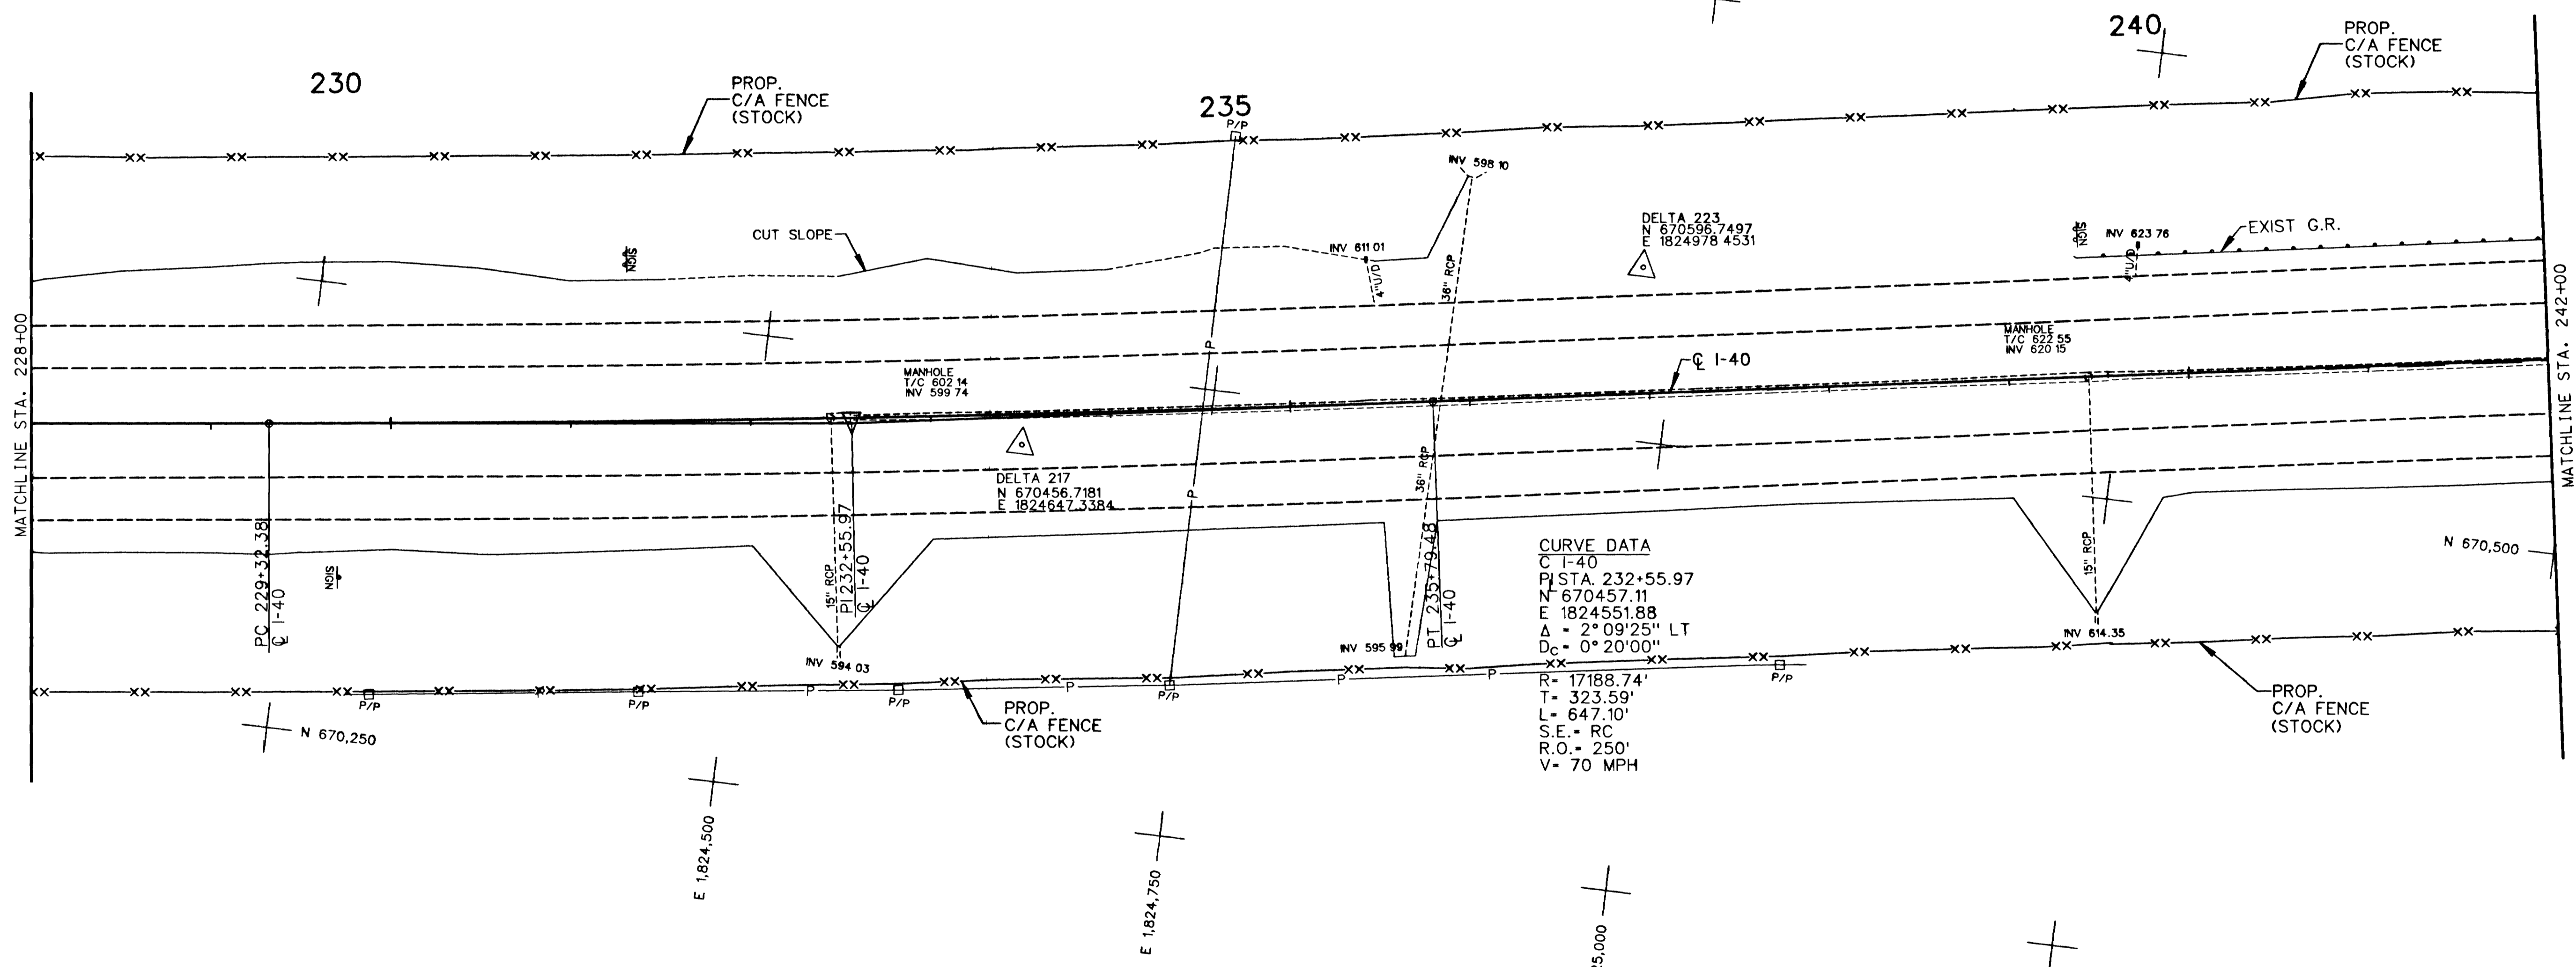 230
235
240
PROP.
C/A FENCE
(STOCK)
PROP.
C/A FENCE
(STOCK)
P/P
INV 598 10
CUT SLOPE
SIGN
INV 611 01
4"U/D
36" RCP
DELTA 223
N 670596.7497
E 1824978 4531
SIGN
INV 623 76
4"U/D
EXIST G.R.
MATCHLINE STA. 228+00
MATCHLINE STA. 242+00
P
MANHOLE
T/C 602 14
INV 599 74
℄ I-40
MANHOLE
T/C 622 55
INV 620 15
DELTA 217
N 670456.7181
E 1824647.3384
P
36" RCP
PC 229+32.38
℄ I-40
SIGN
15" RCP
PI 232+55.97
℄ I-40
PT 235+79.48
℄ I-40
CURVE DATA
C I-40
PI STA. 232+55.97
N 670457.11
E 1824551.88
Δ = 2°09'25" LT
Dc = 0°20'00"
R= 17188.74'
T= 323.59'
L= 647.10'
S.E.= RC
R.O.= 250'
V= 70 MPH
15" RCP
N 670,500
INV 594 03
INV 595 99
INV 614.35
P/P
P/P
P
P/P
P
P/P
P
P
P/P
N 670,250
PROP.
C/A FENCE
(STOCK)
PROP.
C/A FENCE
(STOCK)
E 1,824,500
E 1,824,750
25,000